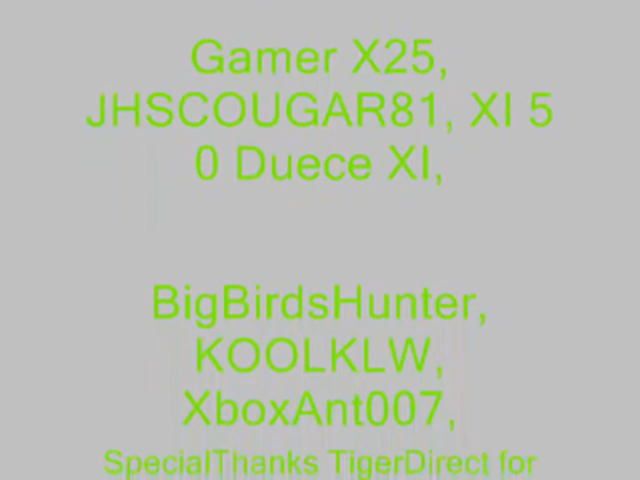 Gamer X25,
JHSCOUGAR81, XI 5
0 Duece XI,
BigBirdsHunter,
KOOLKLW,
XboxAnt007,
SpecialThanks TigerDirect for